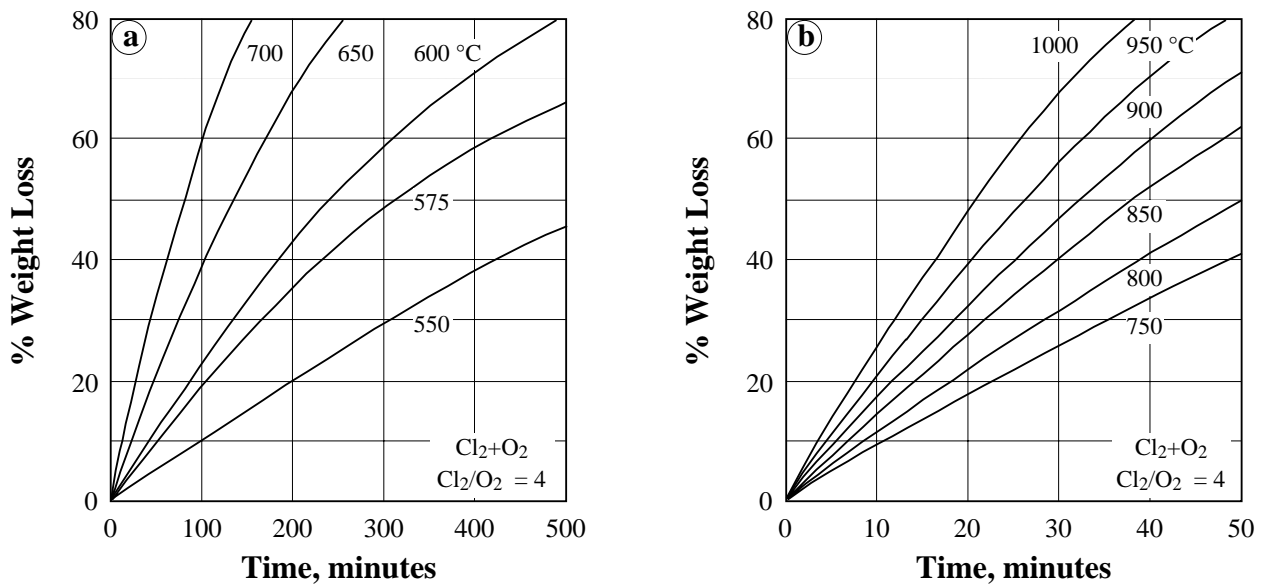 a
80
60
40
20
0
700
650
600 °C
575
550
Cl₂+O₂
Cl₂/O₂ = 4
0 100 200 300 400 500
Time, minutes
% Weight Loss
b
80
60
40
20
0
1000
950 °C
900
850
800
750
Cl₂+O₂
Cl₂/O₂ = 4
0 10 20 30 40 50
Time, minutes
% Weight Loss